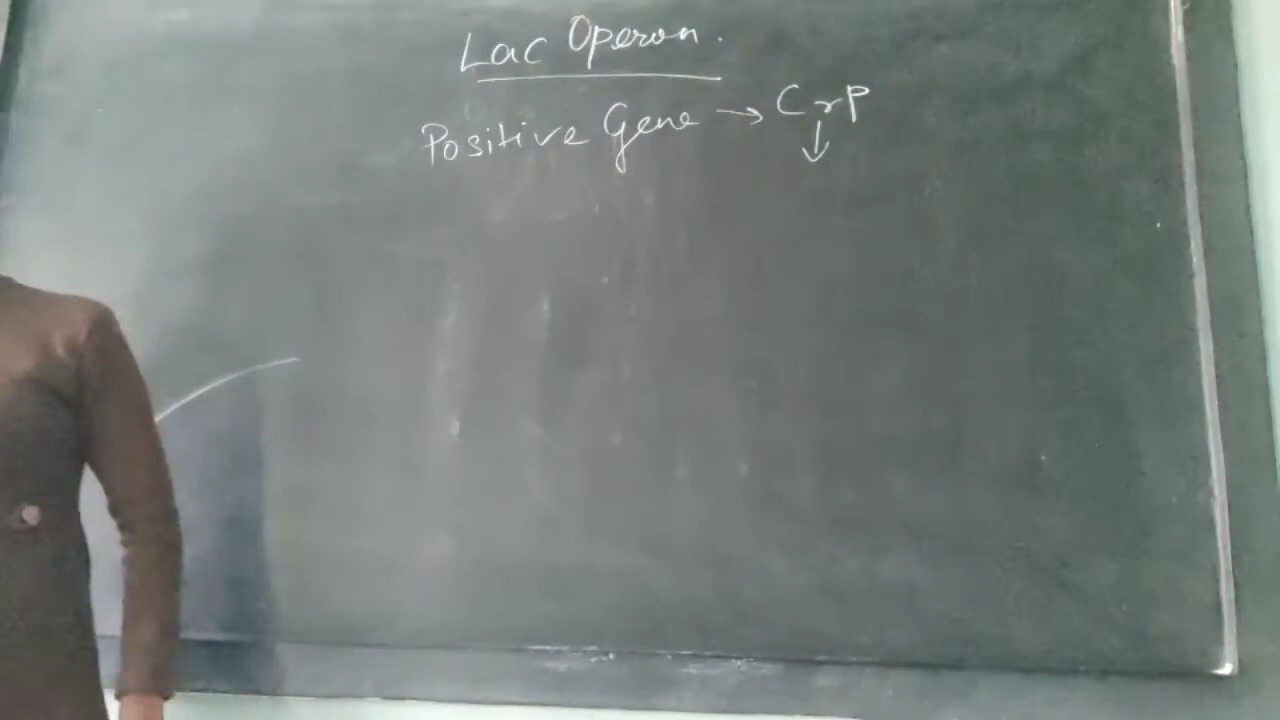 Lac Operon.
Positive Gene → CrP
↓